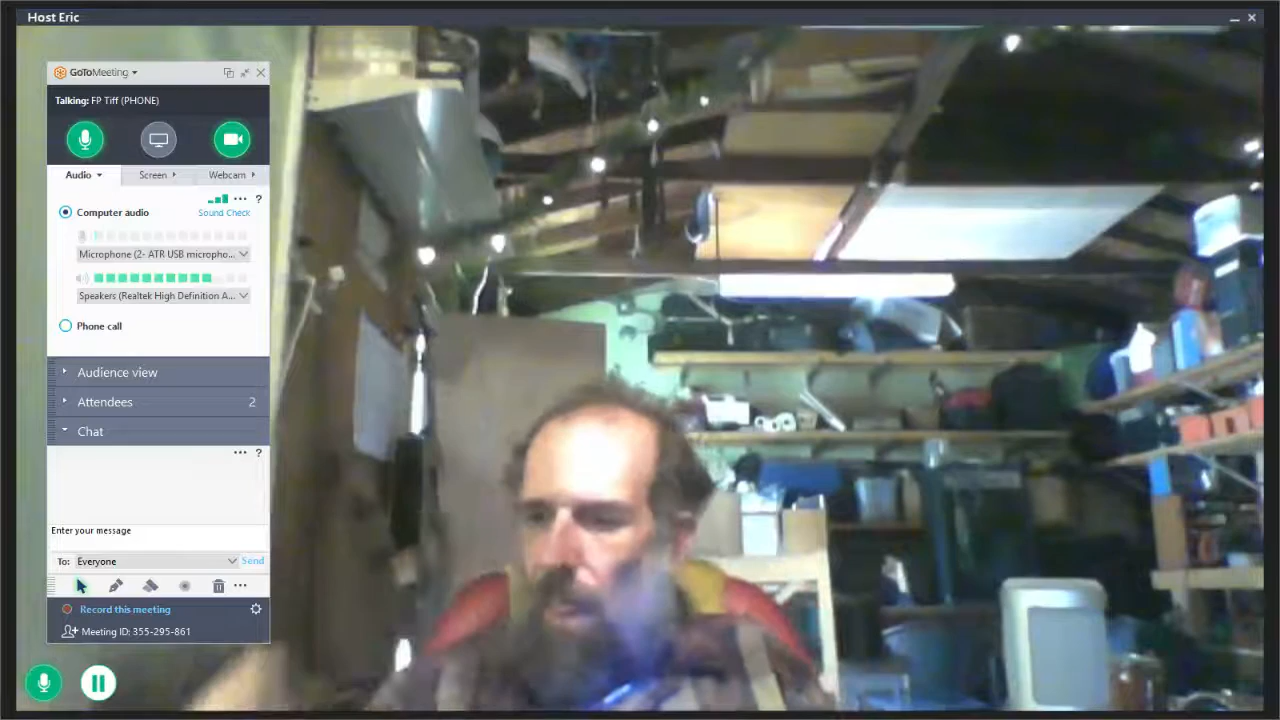 Host Eric
GoToMeeting
Talking: FP Tiff (PHONE)
Audio
Screen
Webcam
?
Computer audio
Sound Check
Microphone (2- ATR USB micropho...
Speakers (Realtek High Definition A...
Phone call
Audience view
Attendees 2
Chat
?
Enter your message
To: Everyone Send
Record this meeting
Meeting ID: 355-295-861